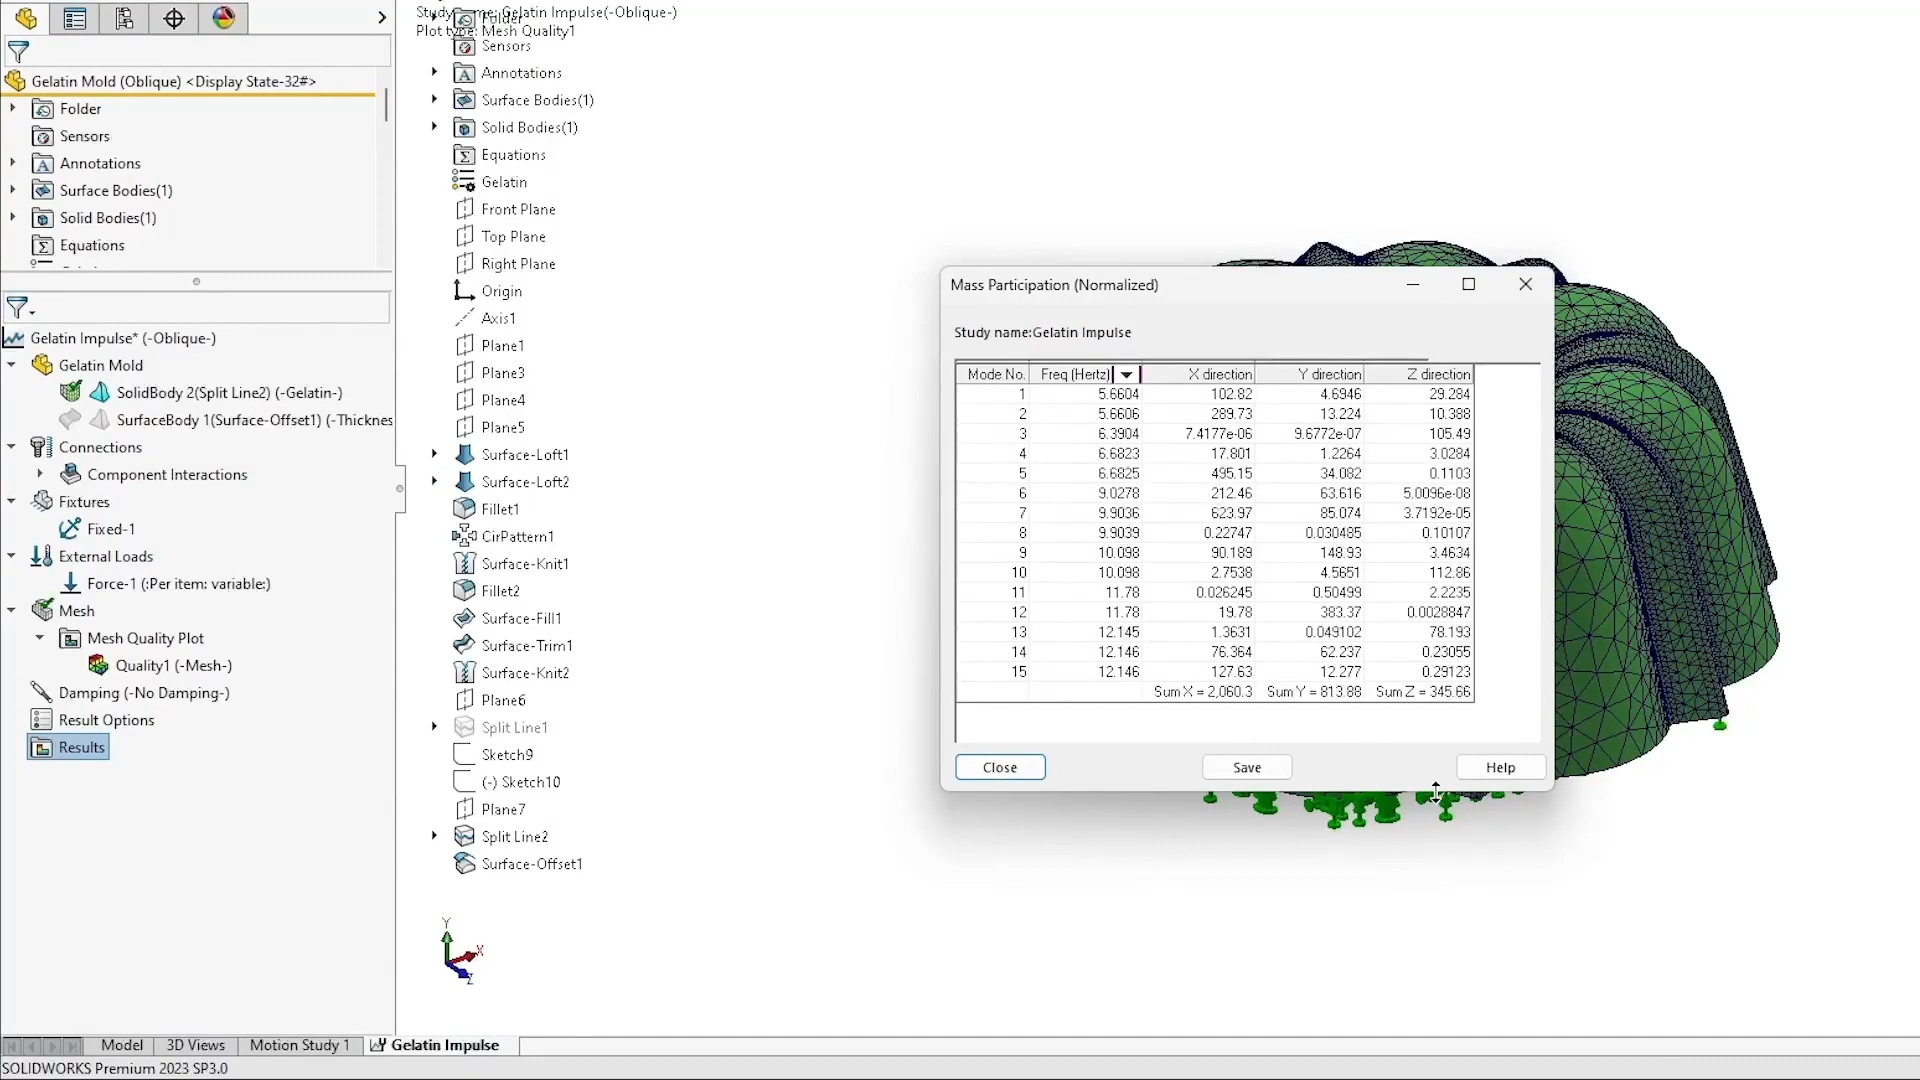 Gelatin Mold (Oblique) <Display State-32#>
Folder
Sensors
Annotations
Surface Bodies(1)
Solid Bodies(1)
Equations
Gelatin Impulse* (-Oblique-)
Gelatin Mold
SolidBody 2(Split Line2) (-Gelatin-)
SurfaceBody 1(Surface-Offset1) (-Thicknes
Connections
Component Interactions
Fixtures
Fixed-1
External Loads
Force-1 (:Per item: variable:)
Mesh
Mesh Quality Plot
Quality1 (-Mesh-)
Damping (-No Damping-)
Result Options
Results
Study name: Gelatin Impulse(-Oblique-)
Plot type: Mesh Quality1
Folder
Sensors
Annotations
Surface Bodies(1)
Solid Bodies(1)
Equations
Gelatin
Front Plane
Top Plane
Right Plane
Origin
Axis1
Plane1
Plane3
Plane4
Plane5
Surface-Loft1
Surface-Loft2
Fillet1
CirPattern1
Surface-Knit1
Fillet2
Surface-Fill1
Surface-Trim1
Surface-Knit2
Plane6
Split Line1
Sketch9
(-) Sketch10
Plane7
Split Line2
Surface-Offset1
Y
X
Z
Mass Participation (Normalized)
Study name:Gelatin Impulse
Mode No. Freq (Hertz) X direction Y direction Z direction
1 5.6604 102.82 4.6946 29.284
2 5.6606 289.73 13.224 10.388
3 6.3904 7.4177e-06 9.6772e-07 105.49
4 6.6823 17.801 1.2264 3.0284
5 6.6825 495.15 34.082 0.1103
6 9.0278 212.46 63.616 5.0096e-08
7 9.9036 623.97 85.074 3.7192e-05
8 9.9039 0.22747 0.030485 0.10107
9 10.098 90.189 148.93 3.4634
10 10.098 2.7538 4.5651 112.86
11 11.78 0.026245 0.50499 2.2235
12 11.78 19.78 383.37 0.0028847
13 12.145 1.3631 0.049102 78.193
14 12.146 76.364 62.237 0.23055
15 12.146 127.63 12.277 0.29123
Sum X = 2,060.3 Sum Y = 813.88 Sum Z = 345.66
Close Save Help
Model 3D Views Motion Study 1 Gelatin Impulse
SOLIDWORKS Premium 2023 SP3.0